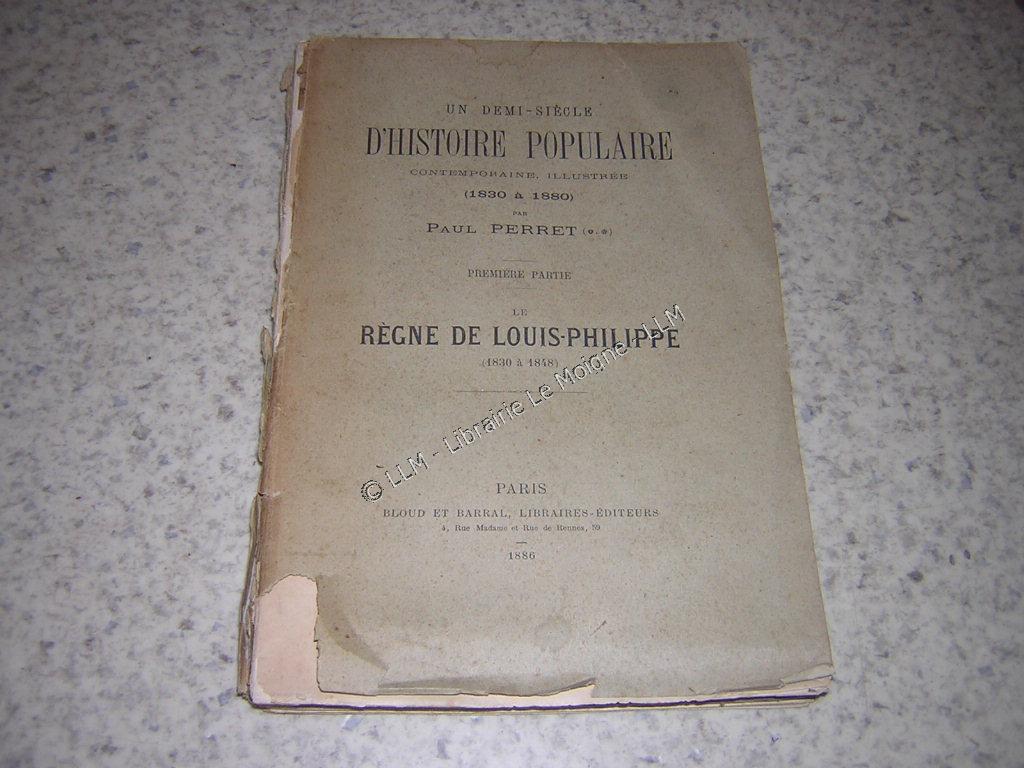 UN DEMI-SIÈCLE
D'HISTOIRE POPULAIRE
CONTEMPORAINE, ILLUSTRÉE
(1830 à 1880)
PAR
PAUL PERRET
PREMIÈRE PARTIE
LE
RÈGNE DE LOUIS-PHILIPPE
(1830 à 1848)
© LLM - Librairie Le Moigne - LLM
PARIS
BLOUD ET BARRAL, LIBRAIRES-ÉDITEURS
4, Rue Madame et Rue de Rennes, 59
1886